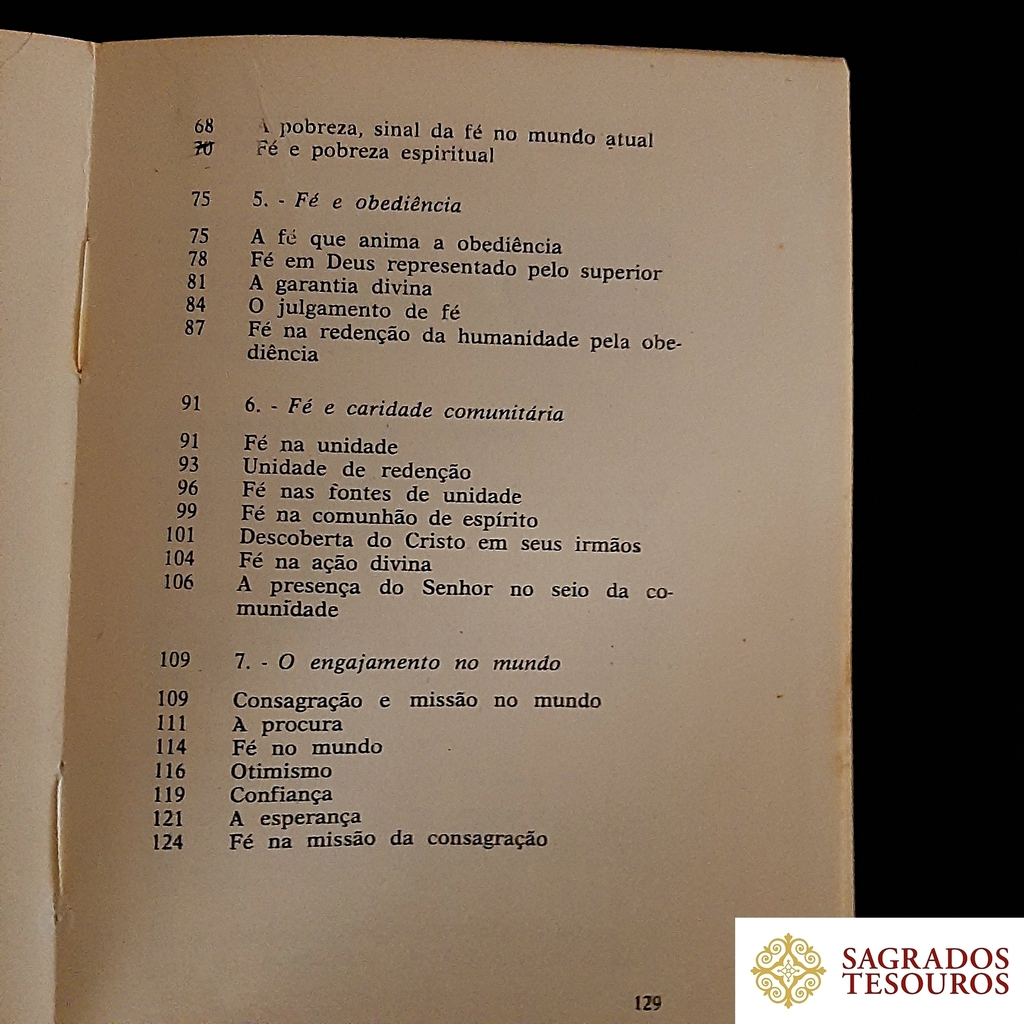 68 A pobreza, sinal da fé no mundo atual
70 Fé e pobreza espiritual
75 5. - Fé e obediência
75 A fé que anima a obediência
78 Fé em Deus representado pelo superior
81 A garantia divina
84 O julgamento de fé
87 Fé na redenção da humanidade pela obe-
diência
91 6. - Fé e caridade comunitária
91 Fé na unidade
93 Unidade de redenção
96 Fé nas fontes de unidade
99 Fé na comunhão de espírito
101 Descoberta do Cristo em seus irmãos
104 Fé na ação divina
106 A presença do Senhor no seio da co-
munidade
109 7. - O engajamento no mundo
109 Consagração e missão no mundo
111 À procura
114 Fé no mundo
116 Otimismo
119 Confiança
121 A esperança
124 Fé na missão da consagração
129
SAGRADOS
TESOUROS